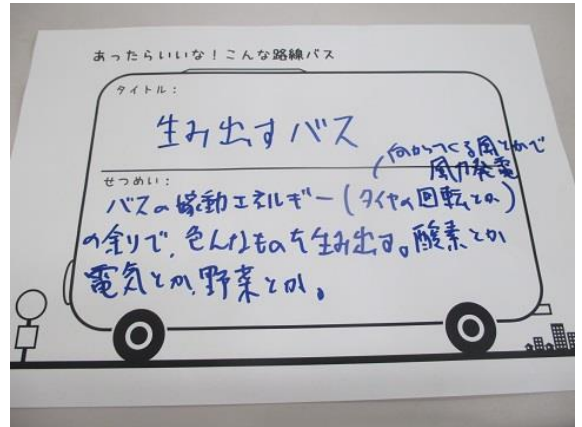 あったらいいな！こんな路線バス
タイトル：
生み出すバス
向かってくる風とかで
風力発電
せつめい：
バスの稼動エネルギー（タイヤの回転とか）
の余りで、色んなものを生み出す。酸素とか
電気とか、野菜とか。